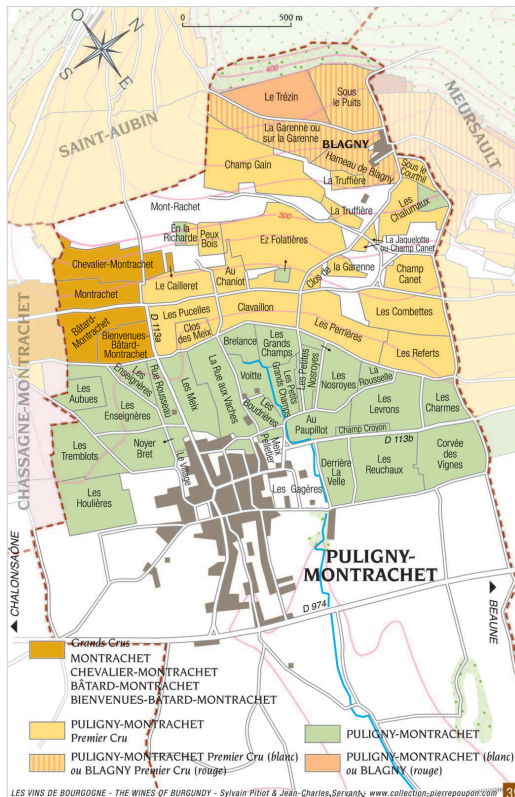 0 500 m
O
N
S
E
400
Le Trézin
Sous
le Puits
MEURSAULT
SAINT-AUBIN
La Garenne ou
sur la Garenne
BLAGNY
Hameau de Blagny
Champ Gain
La Truffière
Sous le
Courthil
Mont-Rachet
La Truffière
Les
Chalumaux
300
En la
Richarde
Peux
Bois
Ez Folatières
La Jaquelotte
ou Champ Canet
Chevalier-Montrachet
Au
Chaniot
Clos de
la Garenne
Champ
Canet
Le Cailleret
Montrachet
Les Pucelles
Clavaillon
Les Combettes
Bâtard-
Montrachet
Bienvenues-
Bâtard-
Montrachet
D 113a
Clos
des Meix
Les Perrières
Brelance
Les
Grands
Champs
Les Referts
CHASSAGNE-MONTRACHET
Les
Enseignères
Rue Rousseau
Les Meix
La Rue aux Vaches
Voitte
Les Petits
Grands Champs
Les Petites
Nosroyes
Les
Nosroyes
La
Rousselle
Les
Aubues
Les
Enseignères
Les
Boudrières
Les
Levrons
Les
Charmes
Au
Paupillot
Champ Croyon
Les
Tremblots
Noyer
Bret
Le Village
Meix
Pelletier
D 113b
Derrière
La
Velle
Les
Reuchaux
Corvée
des
Vignes
Les
Houlières
Les Gagères
PULIGNY-
MONTRACHET
CHALON/SAÔNE
D 974
BEAUNE
Grands Crus
MONTRACHET
CHEVALIER-MONTRACHET
BÂTARD-MONTRACHET
BIENVENUES-BÂTARD-MONTRACHET
PULIGNY-MONTRACHET
Premier Cru
PULIGNY-MONTRACHET
PULIGNY-MONTRACHET Premier Cru (blanc)
ou BLAGNY Premier Cru (rouge)
PULIGNY-MONTRACHET (blanc)
ou BLAGNY (rouge)
LES VINS DE BOURGOGNE - THE WINES OF BURGUNDY - Sylvain Pitiot & Jean-Charles Servant - www.collection-pierrepoupon.com